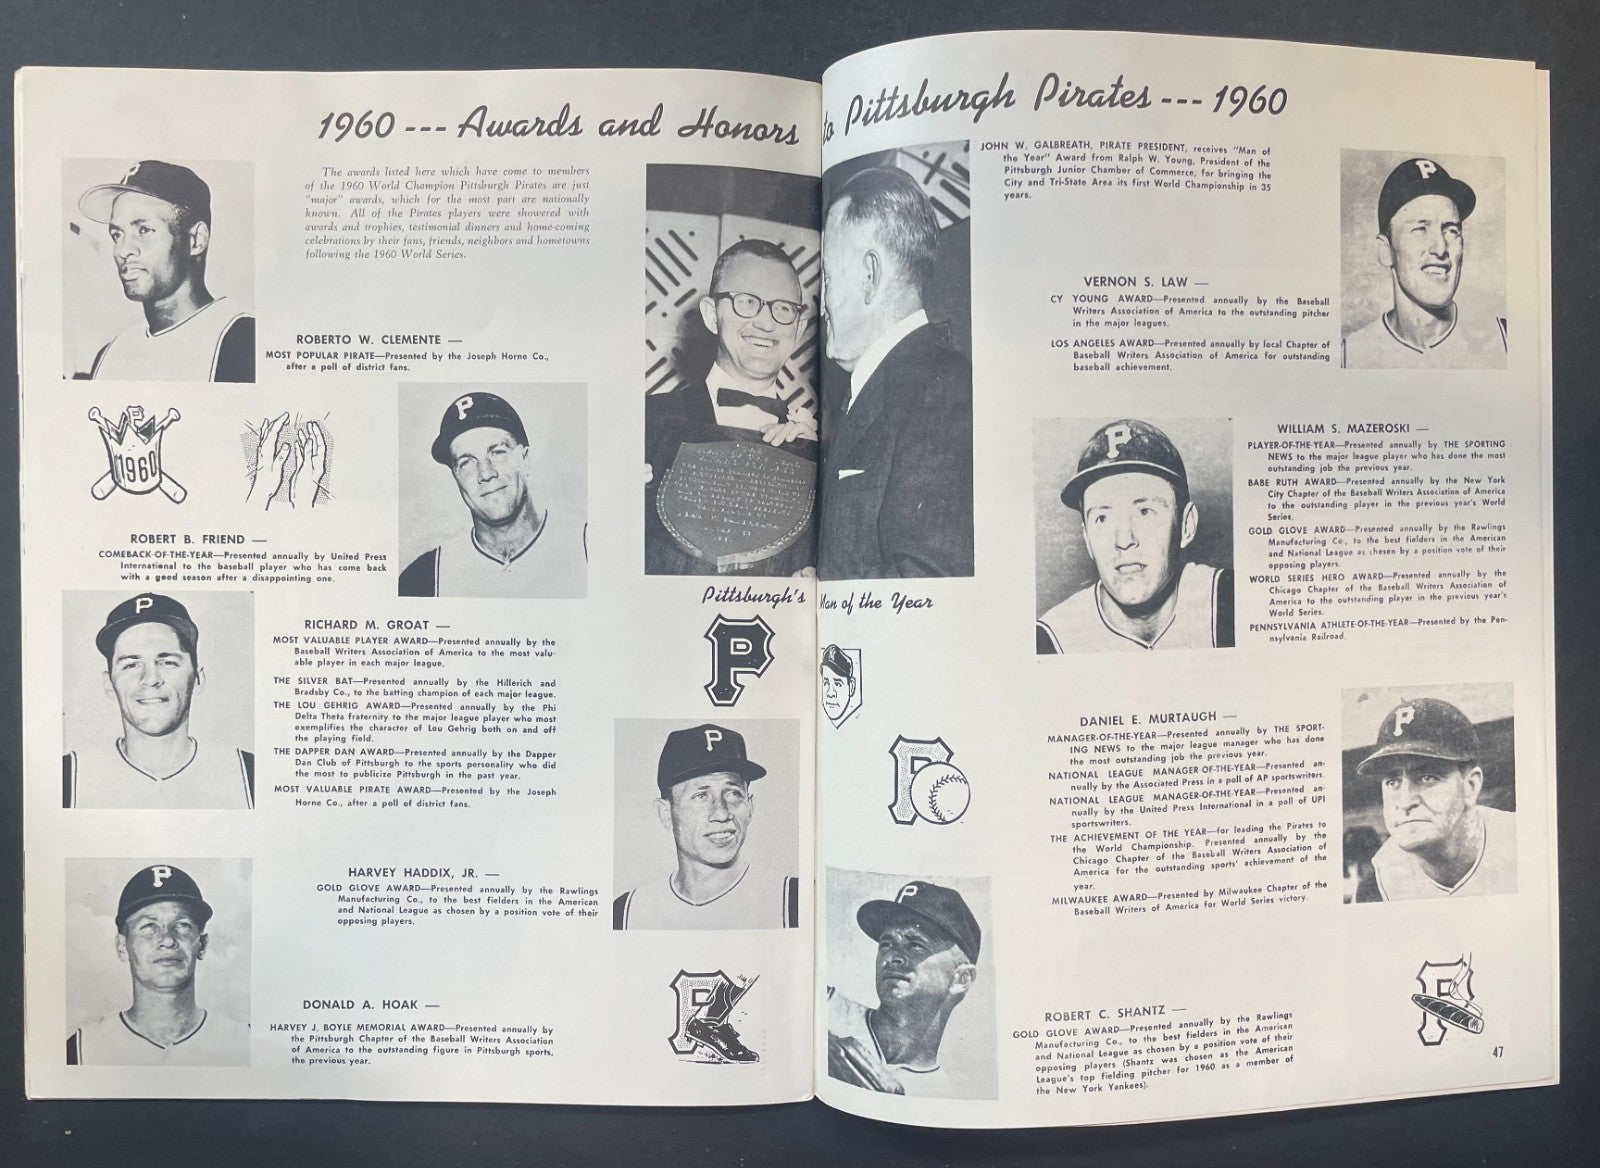 1960 --- Awards and Honors to Pittsburgh Pirates --- 1960
The awards listed here which have come to members
of the 1960 World Champion Pittsburgh Pirates are just
"major" awards, which for the most part are nationally
known. All of the Pirates players were showered with
awards and trophies, testimonial dinners and home-coming
celebrations by their fans, friends, neighbors and hometowns
following the 1960 World Series.
ROBERTO W. CLEMENTE —
MOST POPULAR PIRATE—Presented by the Joseph Horne Co.,
after a poll of district fans.
P
1960
ROBERT B. FRIEND —
COMEBACK-OF-THE-YEAR—Presented annually by United Press
International to the baseball player who has come back
with a good season after a disappointing one.
RICHARD M. GROAT —
MOST VALUABLE PLAYER AWARD—Presented annually by the
Baseball Writers Association of America to the most valu-
able player in each major league.
THE SILVER BAT—Presented annually by the Hillerich and
Bradsby Co., to the batting champion of each major league.
THE LOU GEHRIG AWARD—Presented annually by the Phi
Delta Theta fraternity to the major league player who most
exemplifies the character of Lou Gehrig both on and off
the playing field.
THE DAPPER DAN AWARD—Presented annually by the Dapper
Dan Club of Pittsburgh to the sports personality who did
the most to publicize Pittsburgh in the past year.
MOST VALUABLE PIRATE AWARD—Presented by the Joseph
Horne Co., after a poll of district fans.
HARVEY HADDIX, JR. —
GOLD GLOVE AWARD—Presented annually by the Rawlings
Manufacturing Co., to the best fielders in the American
and National League as chosen by a position vote of their
opposing players.
DONALD A. HOAK —
HARVEY J. BOYLE MEMORIAL AWARD—Presented annually by
the Pittsburgh Chapter of the Baseball Writers Association
of America to the outstanding figure in Pittsburgh sports,
the previous year.
Pittsburgh's Man of the Year
P
JOHN W. GALBREATH, PIRATE PRESIDENT, receives "Man of
the Year" Award from Ralph W. Young, President of the
Pittsburgh Junior Chamber of Commerce, for bringing the
City and Tri-State Area its first World Championship in 35
years.
VERNON S. LAW —
CY YOUNG AWARD—Presented annually by the Baseball
Writers Association of America to the outstanding pitcher
in the major leagues.
LOS ANGELES AWARD—Presented annually by local Chapter of
Baseball Writers Association of America for outstanding
baseball achievement.
WILLIAM S. MAZEROSKI —
PLAYER-OF-THE-YEAR—Presented annually by THE SPORTING
NEWS to the major league player who has done the most
outstanding job the previous year.
BABE RUTH AWARD—Presented annually by the New York
City Chapter of the Baseball Writers Association of America
to the outstanding player in the previous year's World
Series.
GOLD GLOVE AWARD—Presented annually by the Rawlings
Manufacturing Co., to the best fielders in the American
and National League as chosen by a position vote of their
opposing players.
WORLD SERIES HERO AWARD—Presented annually by the
Chicago Chapter of the Baseball Writers Association of
America to the outstanding player in the previous year's
World Series.
PENNSYLVANIA ATHLETE-OF-THE-YEAR—Presented by the Pen-
nsylvania Railroad.
DANIEL E. MURTAUGH —
MANAGER-OF-THE-YEAR—Presented annually by THE SPORT-
ING NEWS to the major league manager who has done
the most outstanding job the previous year.
NATIONAL LEAGUE MANAGER-OF-THE-YEAR—Presented an-
nually by the Associated Press in a poll of AP sportswriters.
NATIONAL LEAGUE MANAGER-OF-THE-YEAR—Presented an-
nually by the United Press International in a poll of UPI
sportswriters.
THE ACHIEVEMENT OF THE YEAR—for leading the Pirates to
the World Championship. Presented annually by the
Chicago Chapter of the Baseball Writers Association of
America for the outstanding sports' achievement of the
year.
MILWAUKEE AWARD—Presented by Milwaukee Chapter of the
Baseball Writers of America for World Series victory.
ROBERT C. SHANTZ —
GOLD GLOVE AWARD—Presented annually by the Rawlings
Manufacturing Co., to the best fielders in the American
and National League as chosen by a position vote of their
opposing players (Shantz was chosen as the American
League's top fielding pitcher for 1960 as a member of
the New York Yankees).
47